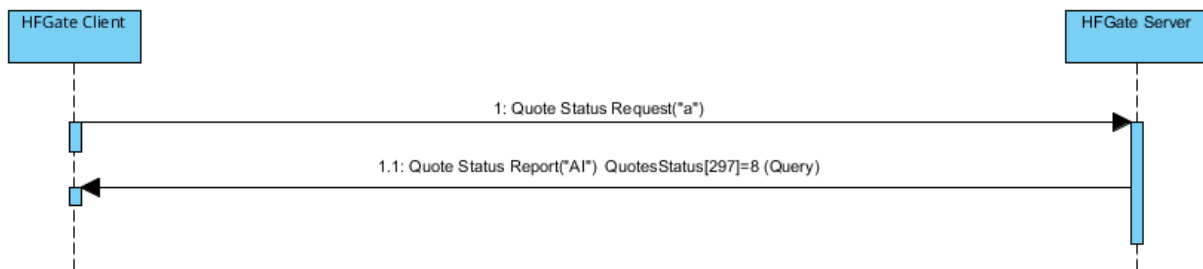 HFGate Client
HFGate Server
1: Quote Status Request("a")
1.1: Quote Status Report("AI")  QuotesStatus[297]=8 (Query)